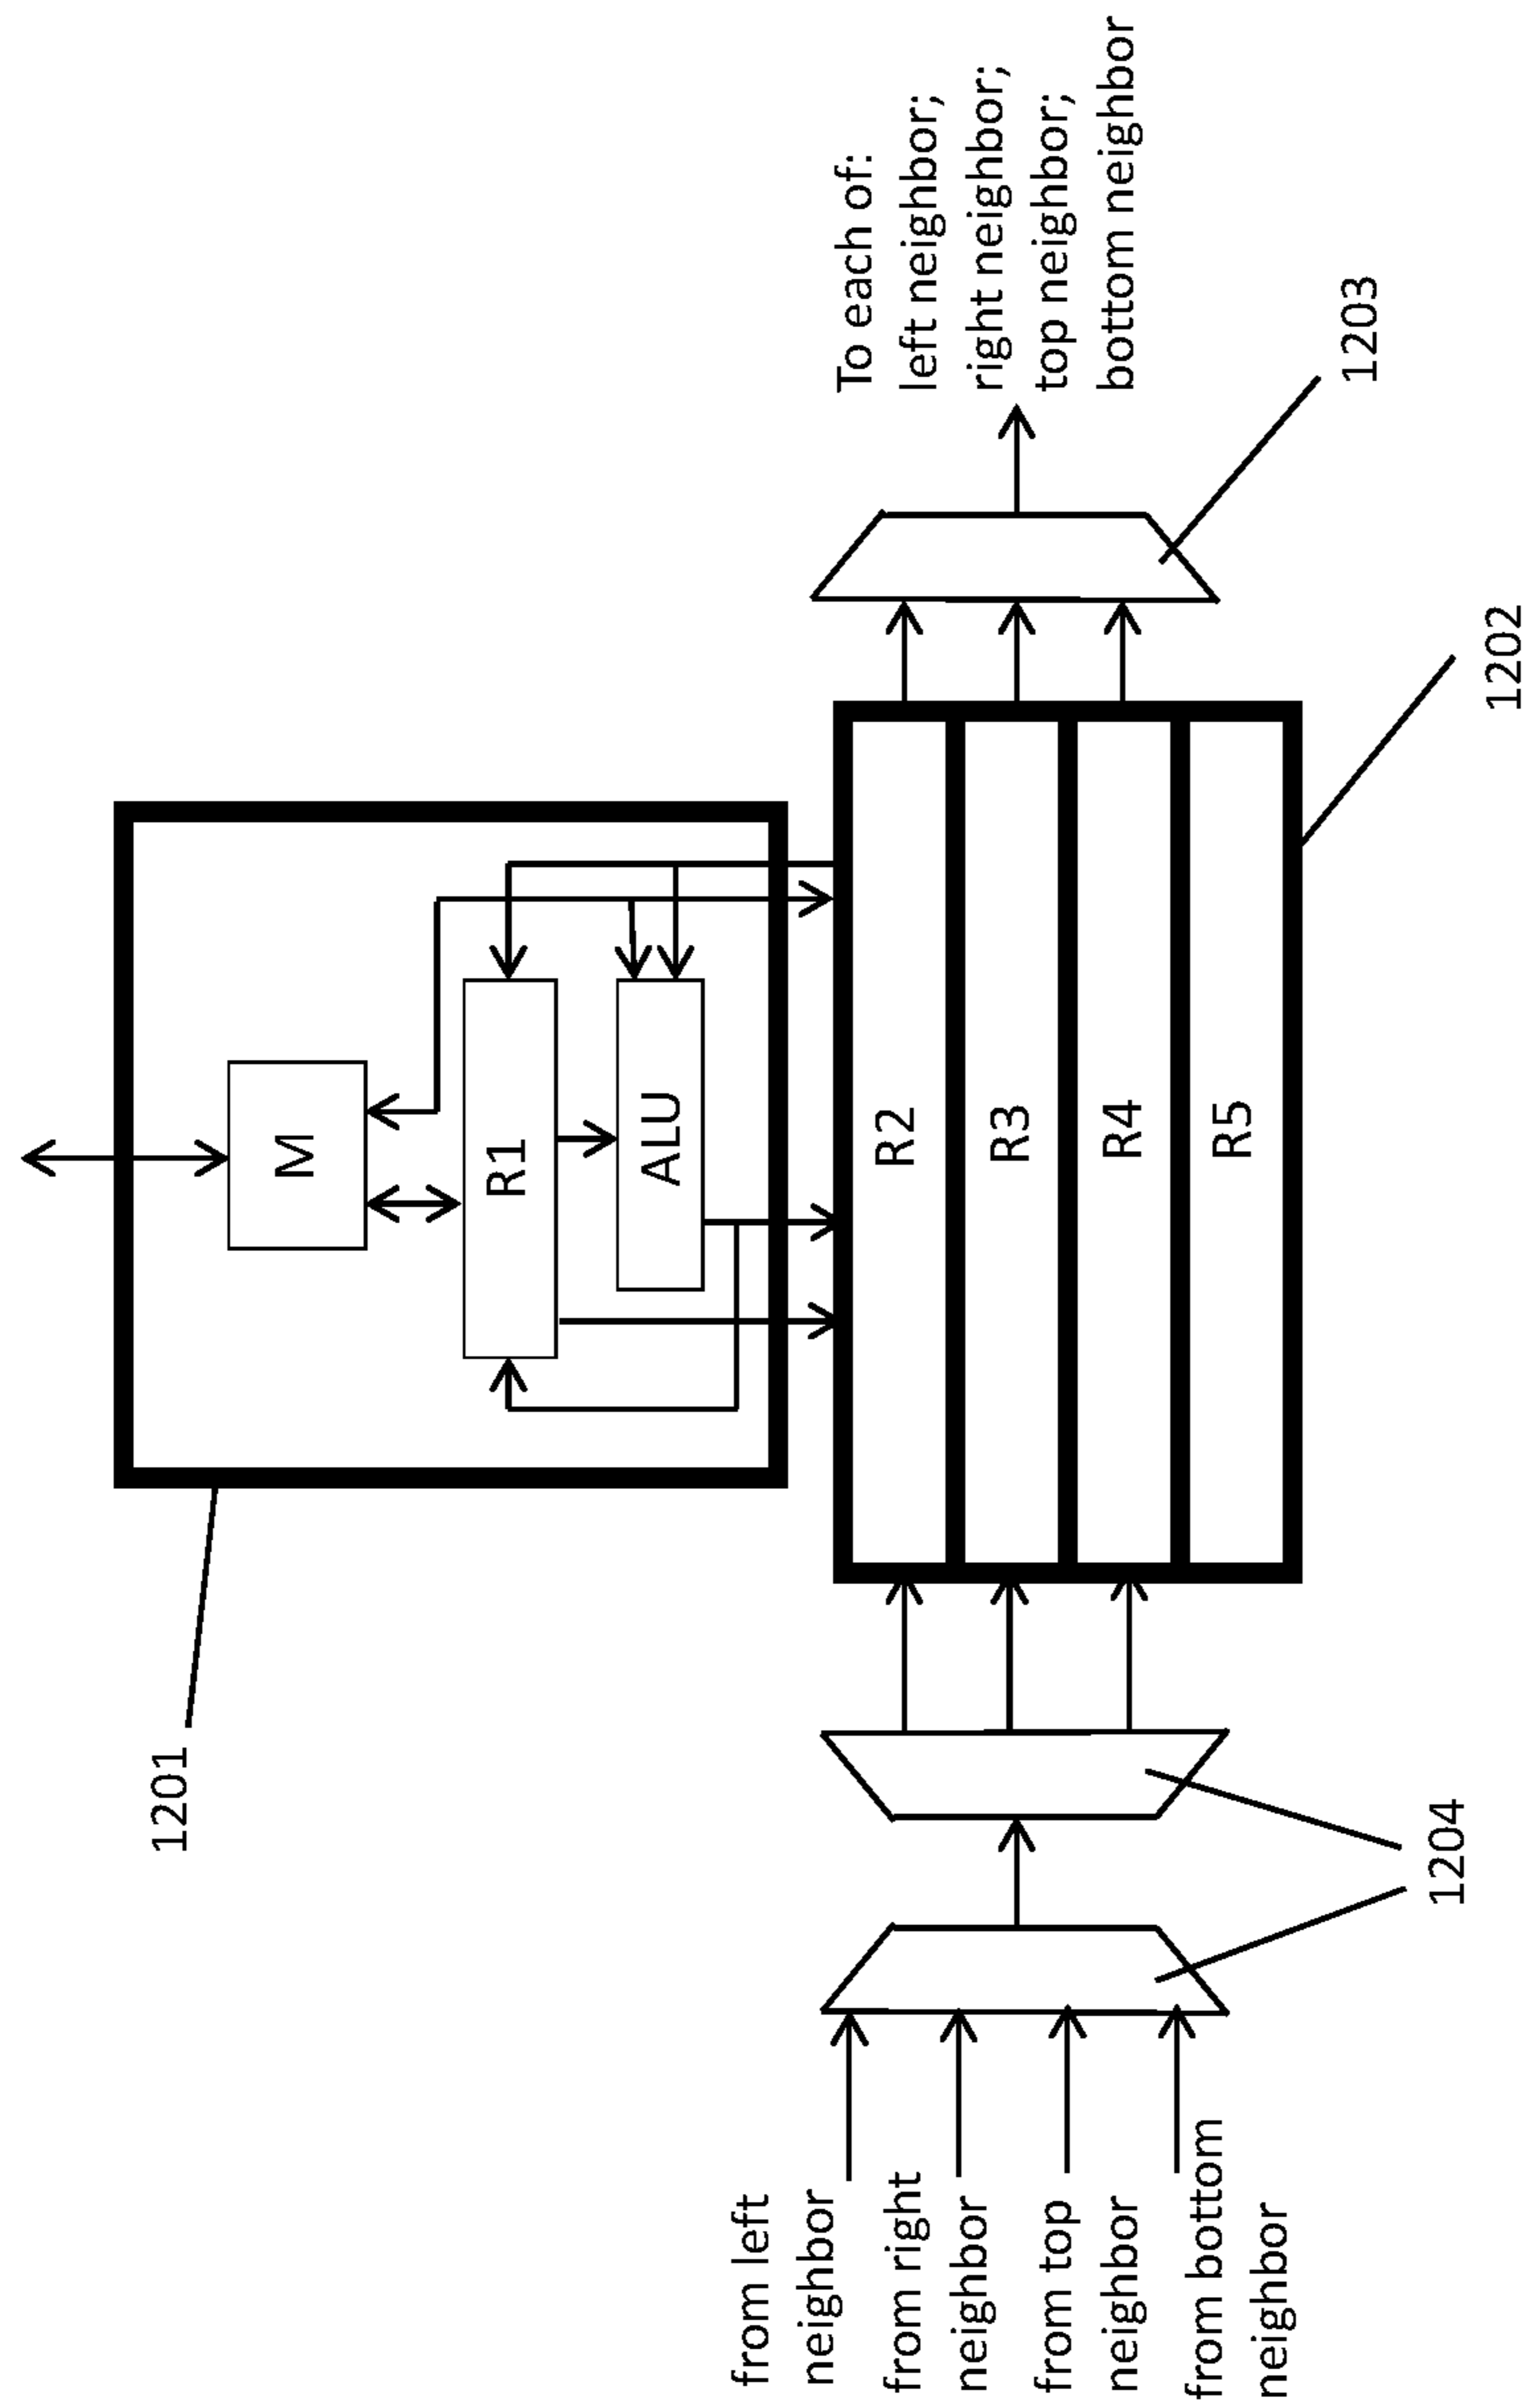 1201
M
R1
ALU
from left
neighbor
from right
neighbor
from top
neighbor
from bottom
neighbor
R2
R3
R4
R5
To each of:
left neighbor;
right neighbor;
top neighbor;
bottom neighbor
1204
1202
1203